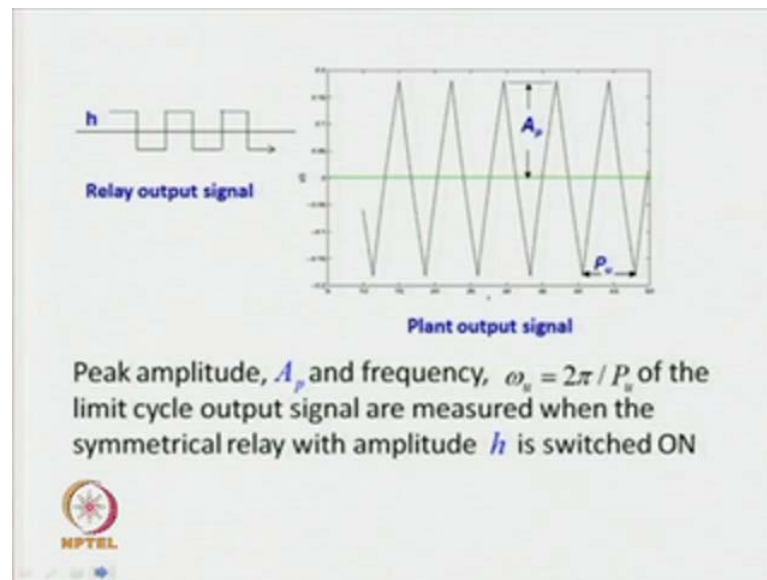 h
A_p
Relay output signal
P_u
Plant output signal
Peak amplitude, A_p and frequency, ω_u = 2π / P_u of the
limit cycle output signal are measured when the
symmetrical relay with amplitude h is switched ON
NPTEL